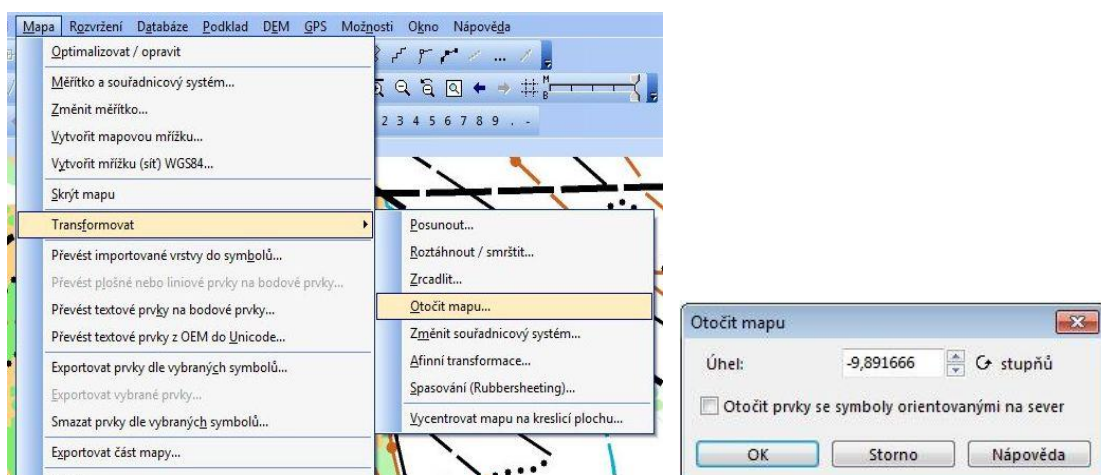 Mapa Rozvržení Databáze Podklad DEM GPS Možnosti Okno Nápověda
Optimalizovat / opravit
Měřítko a souřadnicový systém...
Změnit měřítko...
Vytvořit mapovou mřížku...
Vytvořit mřížku (síť) WGS84...
Skrýt mapu
Transformovat
Převést importované vrstvy do symbolů...
Převést plošné nebo liniové prvky na bodové prvky...
Převést textové prvky na bodové prvky...
Převést textové prvky z OEM do Unicode...
Exportovat prvky dle vybraných symbolů...
Exportovat vybrané prvky...
Smazat prvky dle vybraných symbolů...
Exportovat část mapy...
M
B
2 3 4 5 6 7 8 9 . -
Posunout...
Roztáhnout / smrštit...
Zrcadlit...
Otočit mapu...
Změnit souřadnicový systém...
Afinní transformace...
Spasování (Rubbersheeting)...
Vycentrovat mapu na kreslicí plochu...
Otočit mapu
Úhel: -9,891666 stupňů
Otočit prvky se symboly orientovanými na sever
OK Storno Nápověda